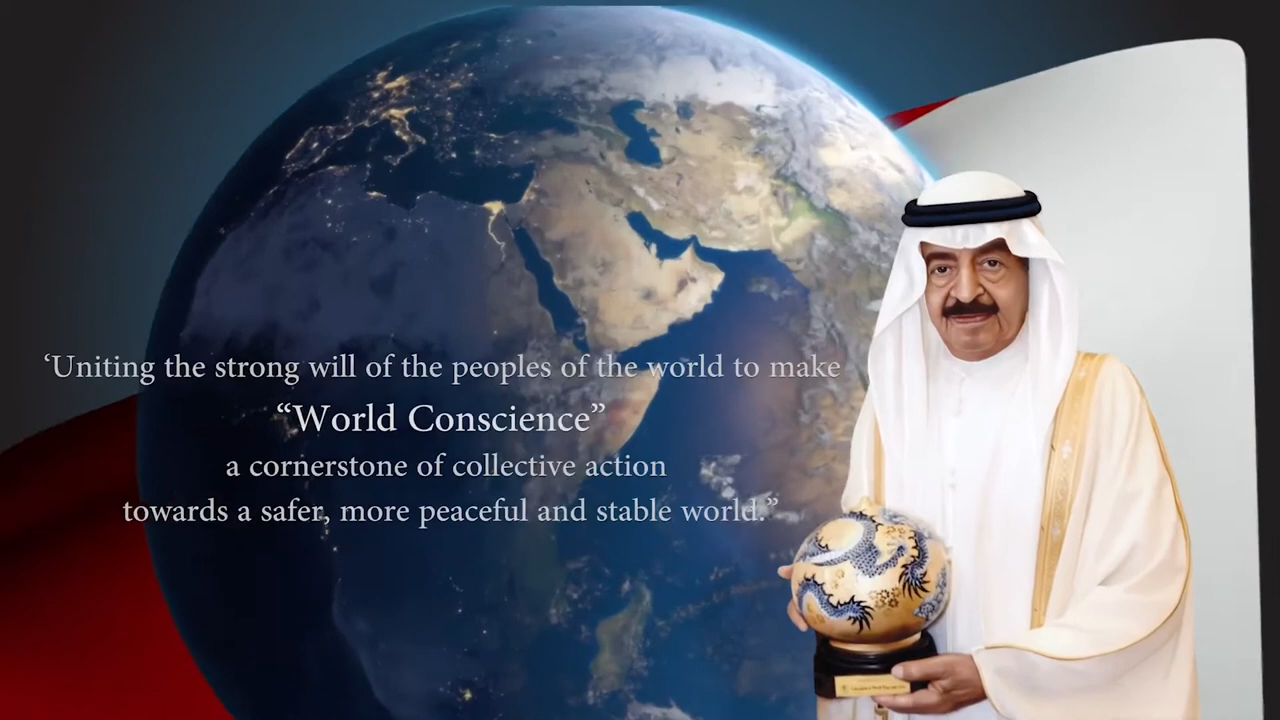 ‘Uniting the strong will of the peoples of the world to make
“World Conscience”
a cornerstone of collective action
towards a safer, more peaceful and stable world.”